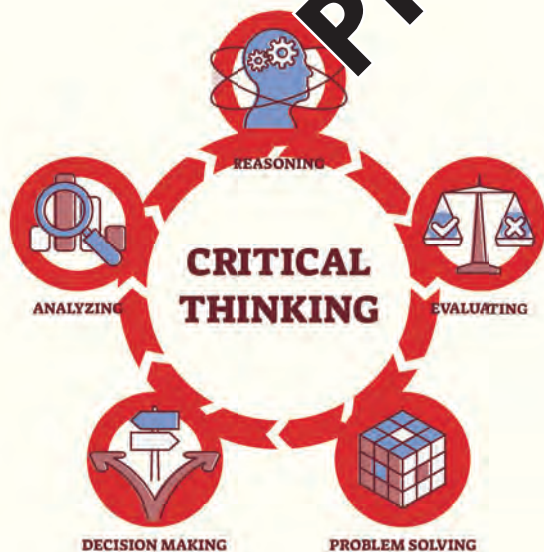 REASONING
CRITICAL
THINKING
ANALYZING
EVALUATING
DECISION MAKING
PROBLEM SOLVING